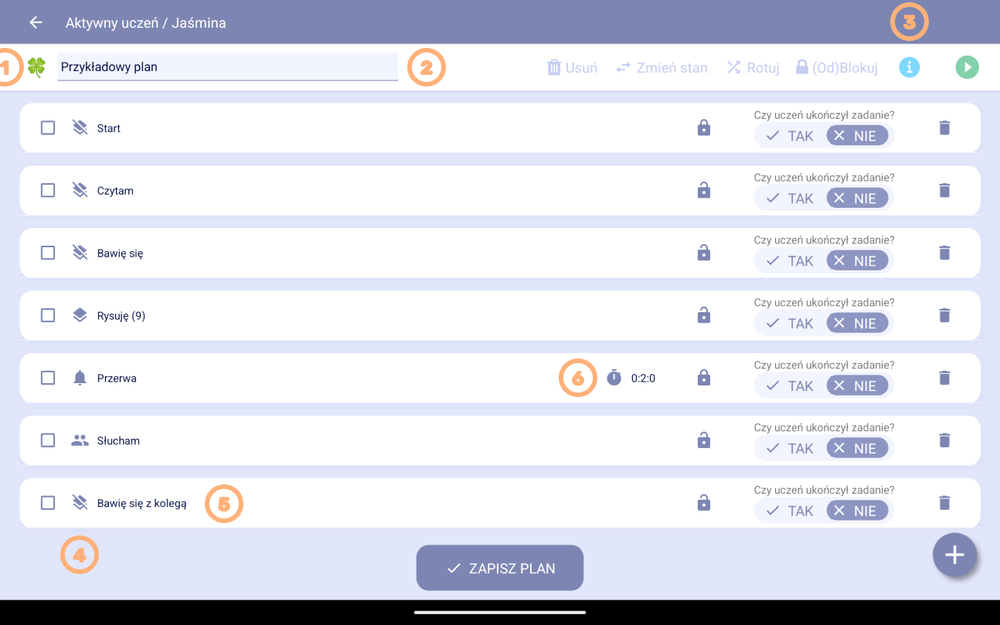 Aktywny uczeń / Jaśmina
3
1
Przykładowy plan
2
Usuń
Zmień stan
Rotuj
(Od)Blokuj
i
Start
Czy uczeń ukończył zadanie?
TAK
NIE
Czytam
Czy uczeń ukończył zadanie?
TAK
NIE
Bawię się
Czy uczeń ukończył zadanie?
TAK
NIE
Rysuję (9)
Czy uczeń ukończył zadanie?
TAK
NIE
Przerwa
6
0:2:0
Czy uczeń ukończył zadanie?
TAK
NIE
Słucham
Czy uczeń ukończył zadanie?
TAK
NIE
Bawię się z kolegą
5
Czy uczeń ukończył zadanie?
TAK
NIE
4
ZAPISZ PLAN